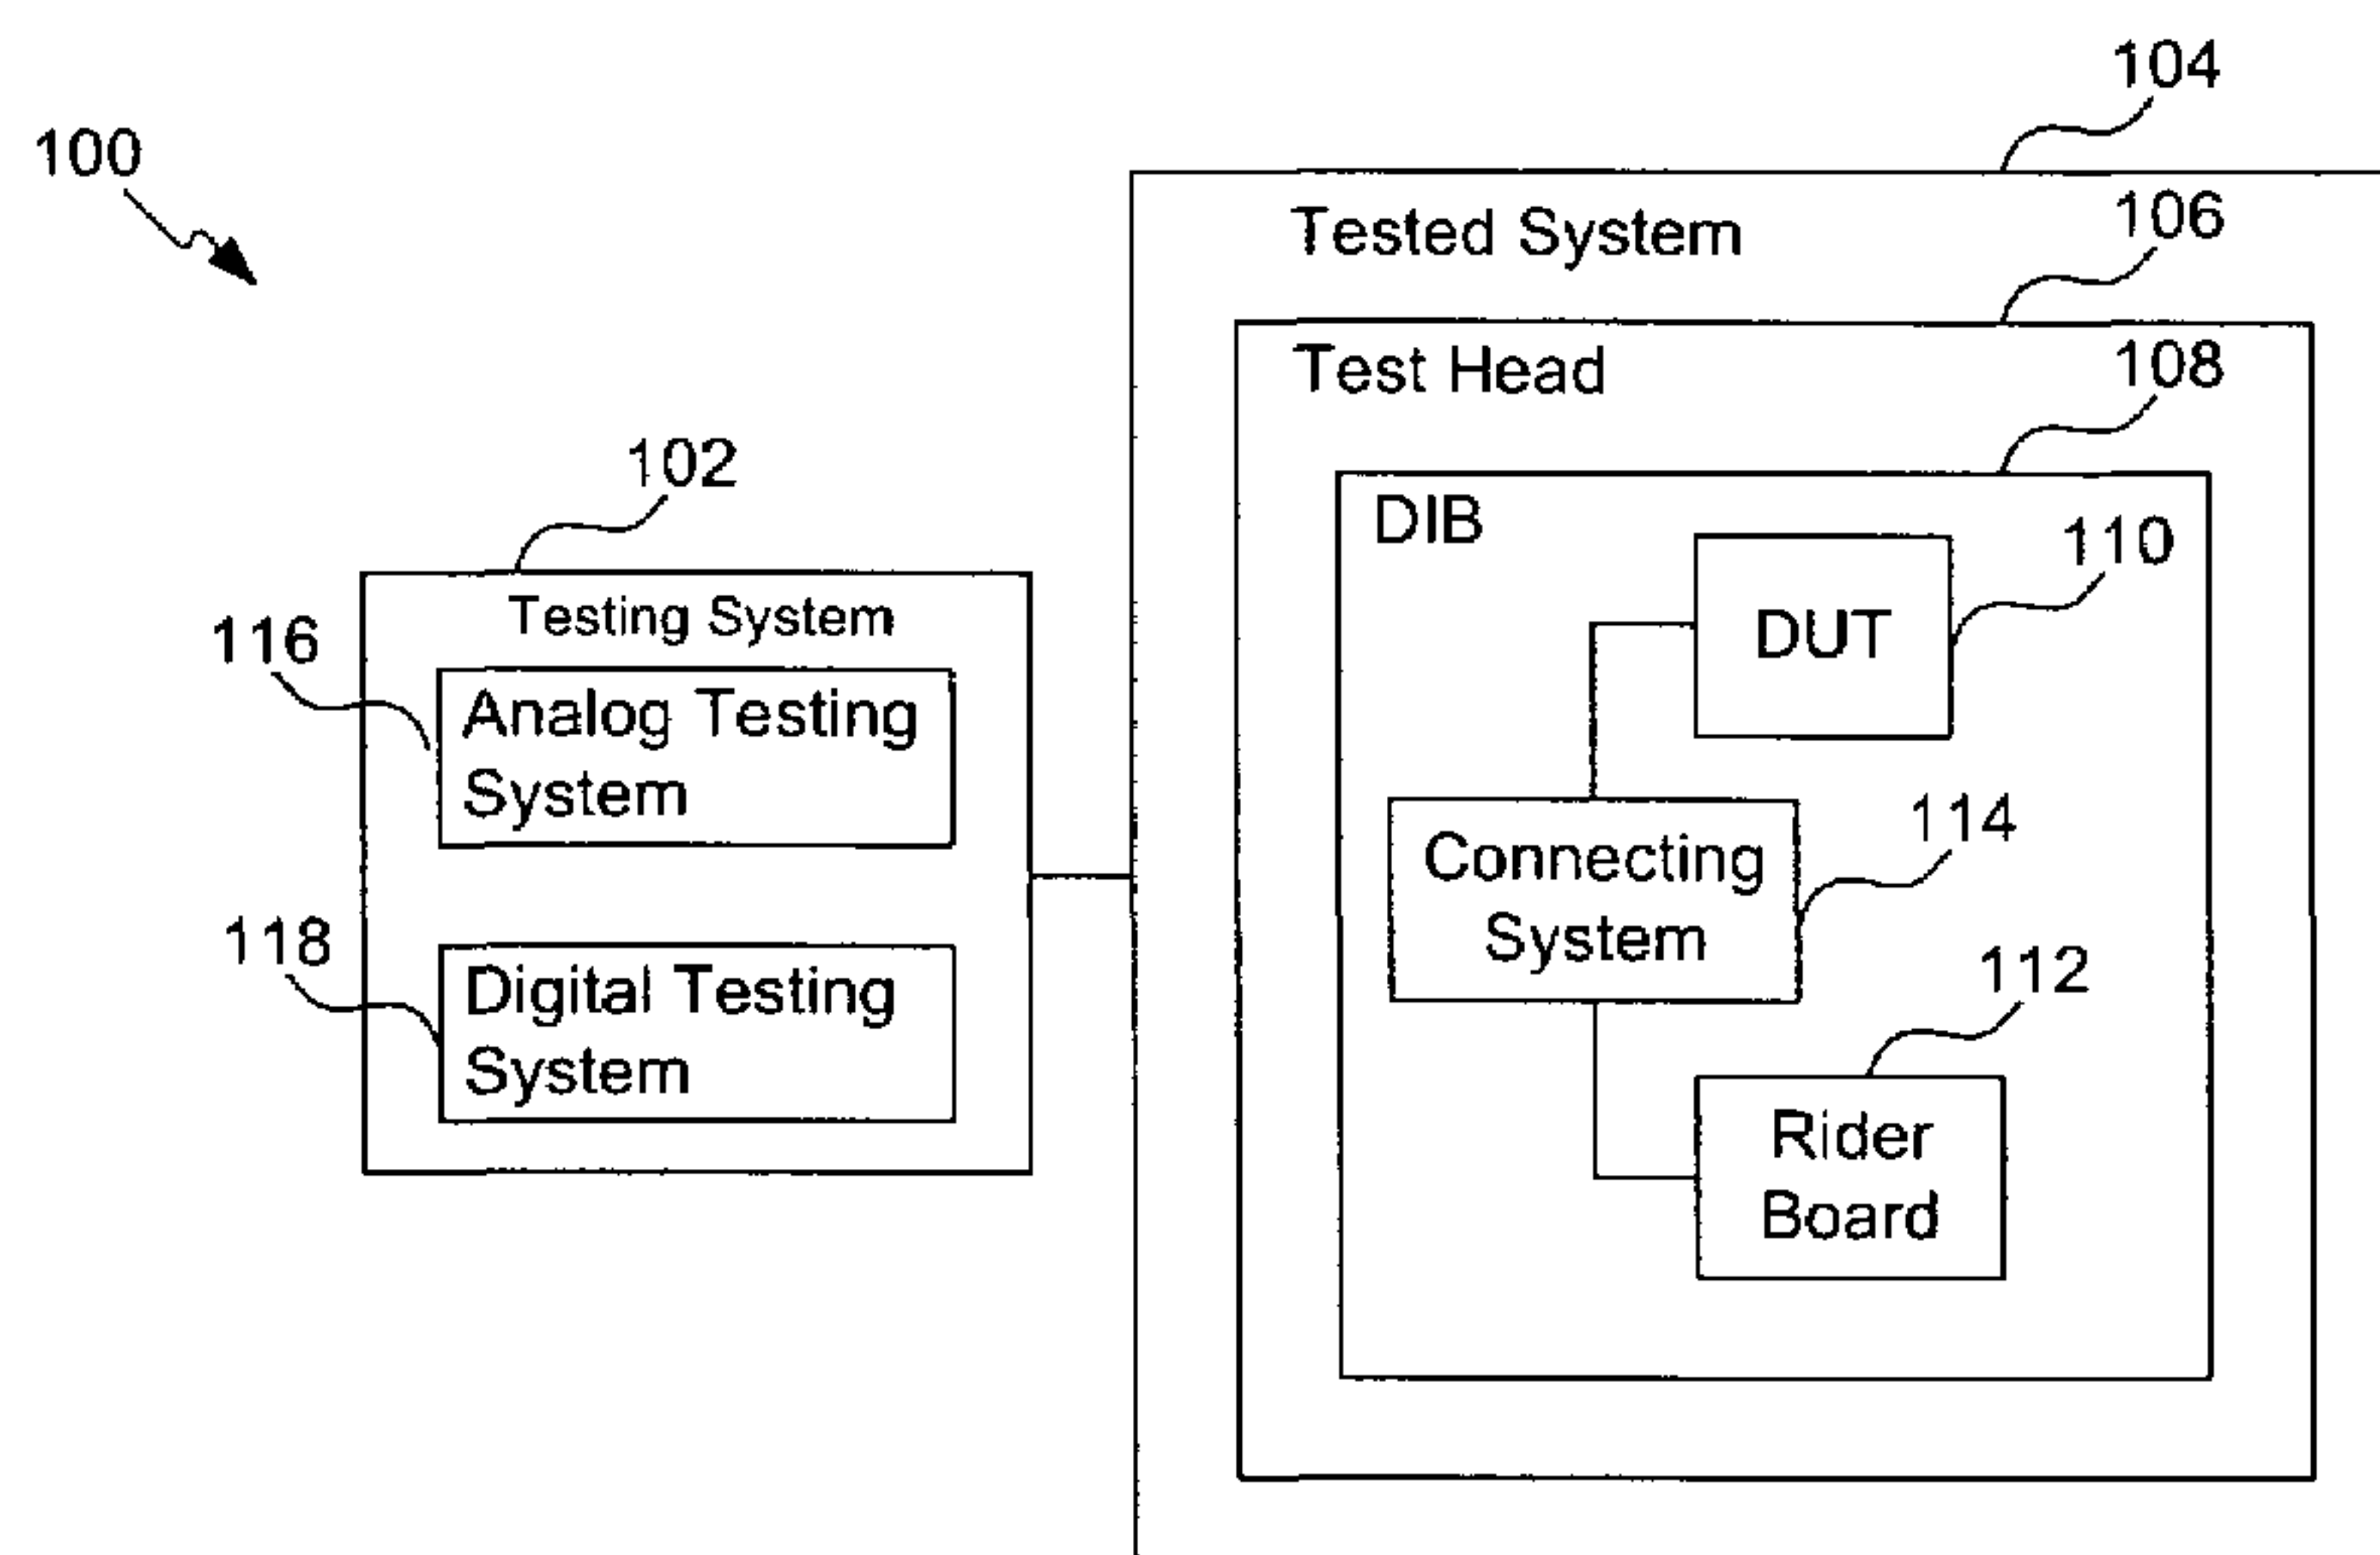 104
100
106
Tested System
108
Test Head
102
DIB
110
Testing System
116
DUT
Analog Testing
System
114
Connecting
System
118
112
Digital Testing
System
Rider
Board